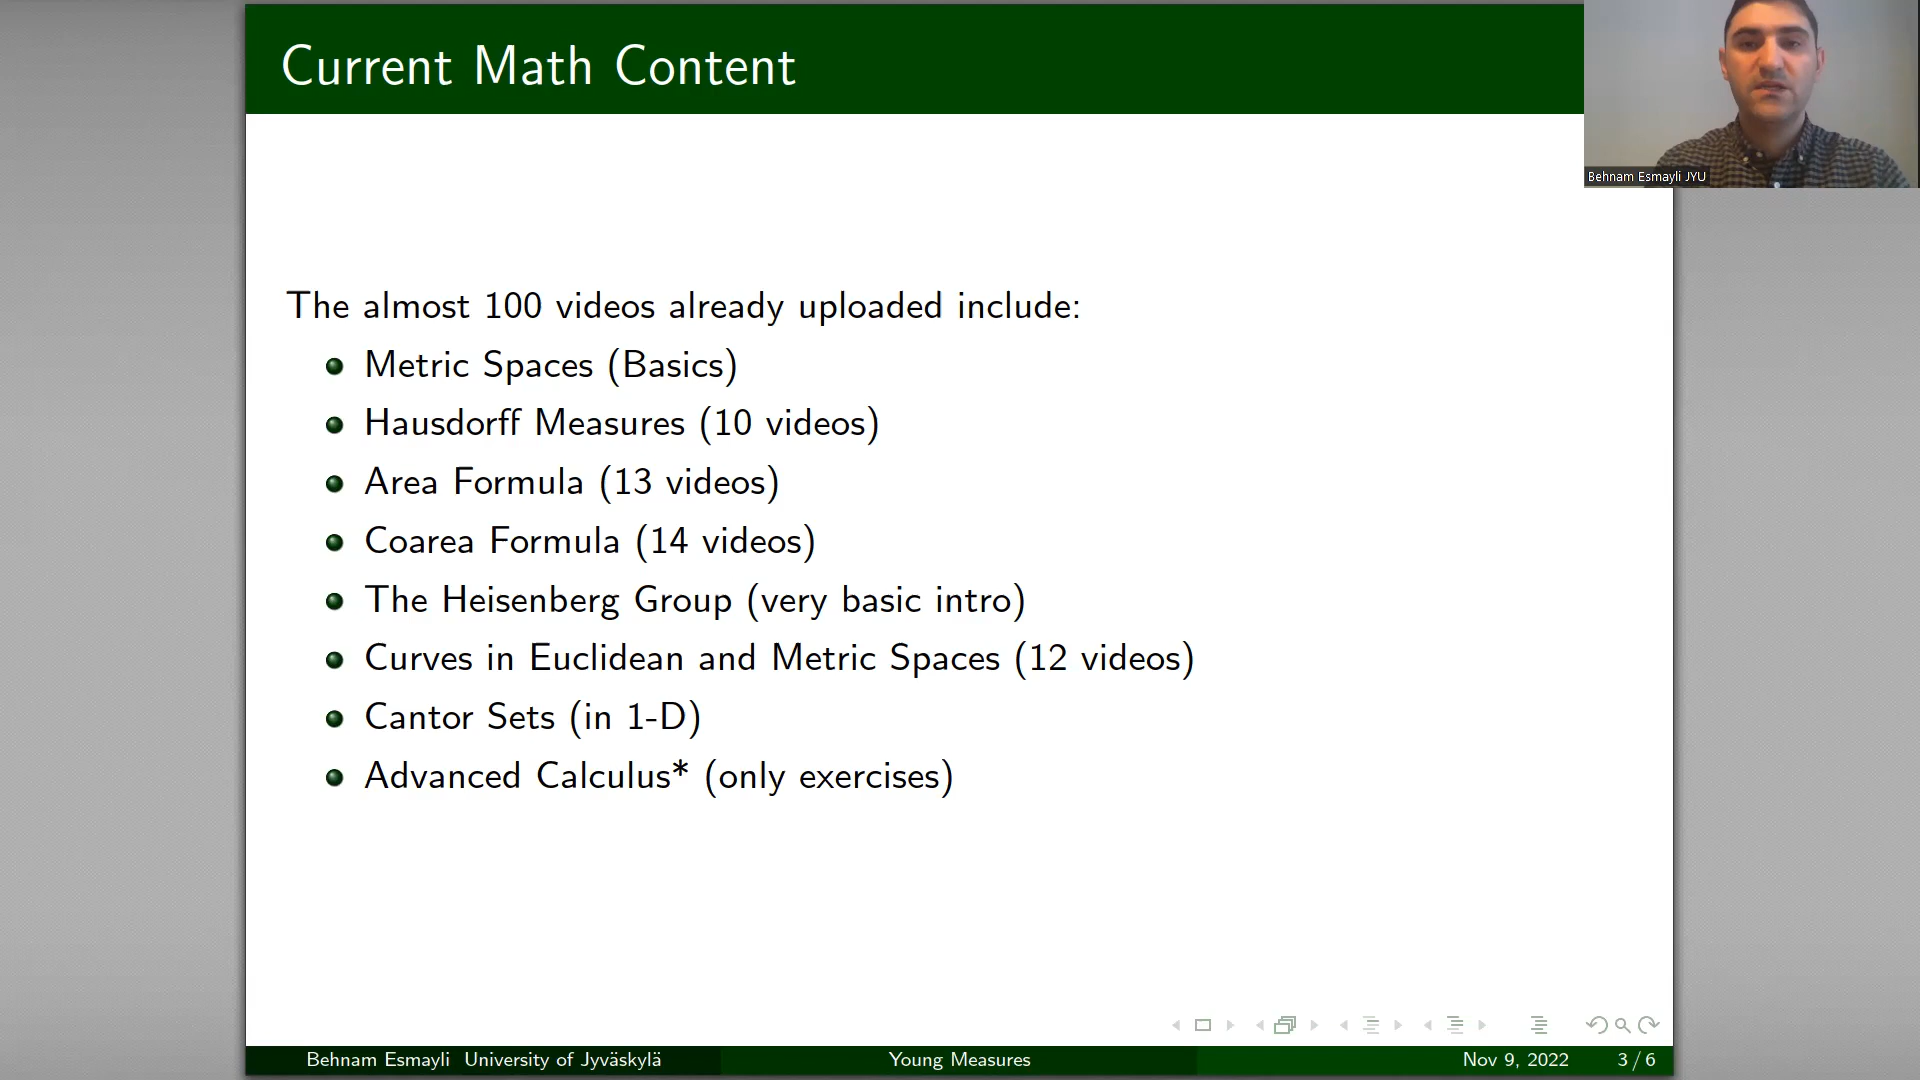 Current Math Content
Behnam Esmayli JYU
The almost 100 videos already uploaded include:
Metric Spaces (Basics)
Hausdorff Measures (10 videos)
Area Formula (13 videos)
Coarea Formula (14 videos)
The Heisenberg Group (very basic intro)
Curves in Euclidean and Metric Spaces (12 videos)
Cantor Sets (in 1-D)
Advanced Calculus* (only exercises)
Behnam Esmayli University of Jyväskylä Young Measures Nov 9, 2022 3 / 6